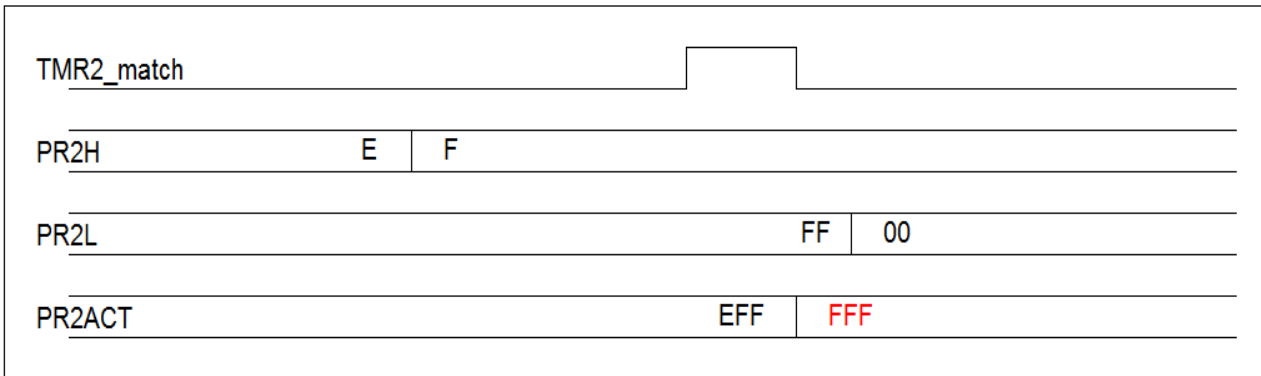 TMR2_match
PR2H E F
PR2L FF 00
PR2ACT EFF FFF